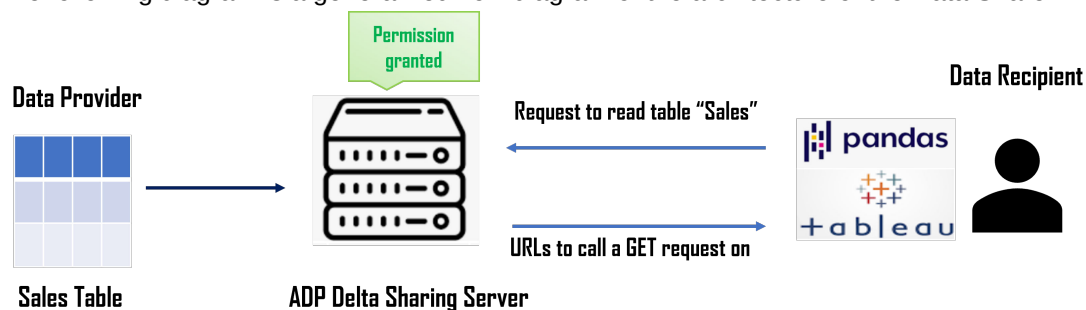 Permission
granted
Data Provider
Data Recipient
Request to read table “Sales”
pandas
+ a b | e a u
URLs to call a GET request on
Sales Table
ADP Delta Sharing Server